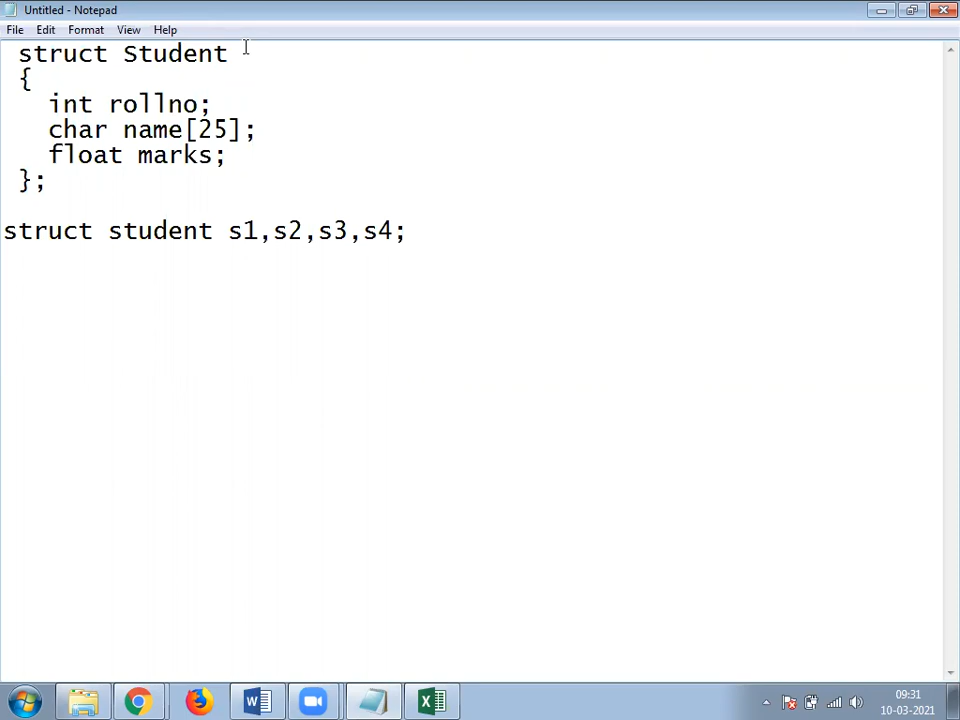 Untitled - Notepad
File Edit Format View Help
struct Student
{
int rollno;
char name[25];
float marks;
};
struct student s1,s2,s3,s4;
09:31
10-03-2021